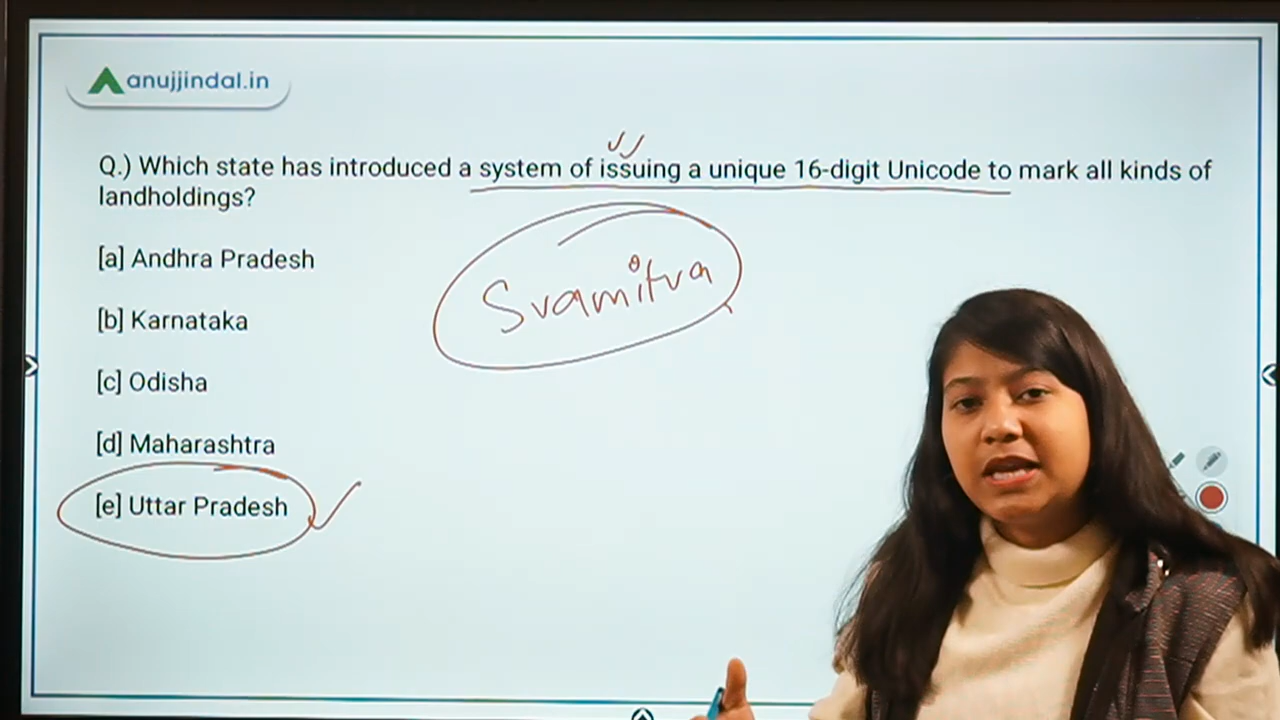 anujjindal.in
Q.) Which state has introduced a system of issuing a unique 16-digit Unicode to mark all kinds of
landholdings?
[a] Andhra Pradesh
Svamitva
[b] Karnataka
[c] Odisha
[d] Maharashtra
[e] Uttar Pradesh